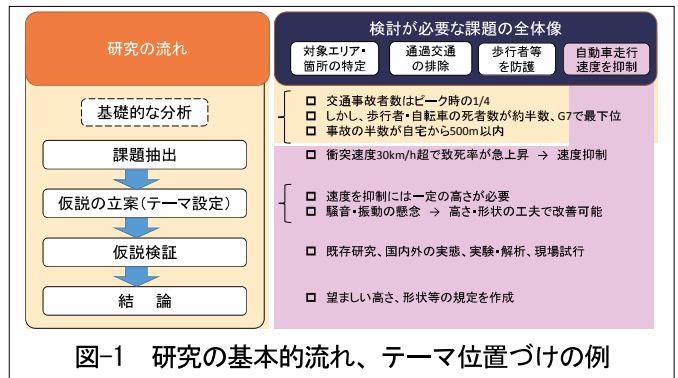 研究の流れ
検討が必要な課題の全体像
対象エリア・
箇所の特定
通過交通
の排除
歩行者等
を防護
自動車走行
速度を抑制
基礎的な分析
課題抽出
仮説の立案(テーマ設定)
仮説検証
結 論
□ 交通事故者数はピーク時の1/4
□ しかし、歩行者・自転車の死者数が約半数、G7で最下位
□ 事故の半数が自宅から500m以内
□ 衝突速度30km/h超で致死率が急上昇 → 速度抑制
□ 速度を抑制には一定の高さが必要
□ 騒音・振動の懸念 → 高さ・形状の工夫で改善可能
□ 既存研究、国内外の実態、実験・解析、現場試行
□ 望ましい高さ、形状等の規定を作成
図-1 研究の基本的流れ、テーマ位置づけの例